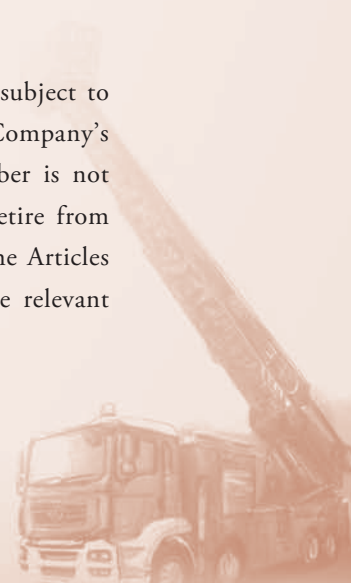 subject to
Company's
ber is not
etire from
he Articles
e relevant